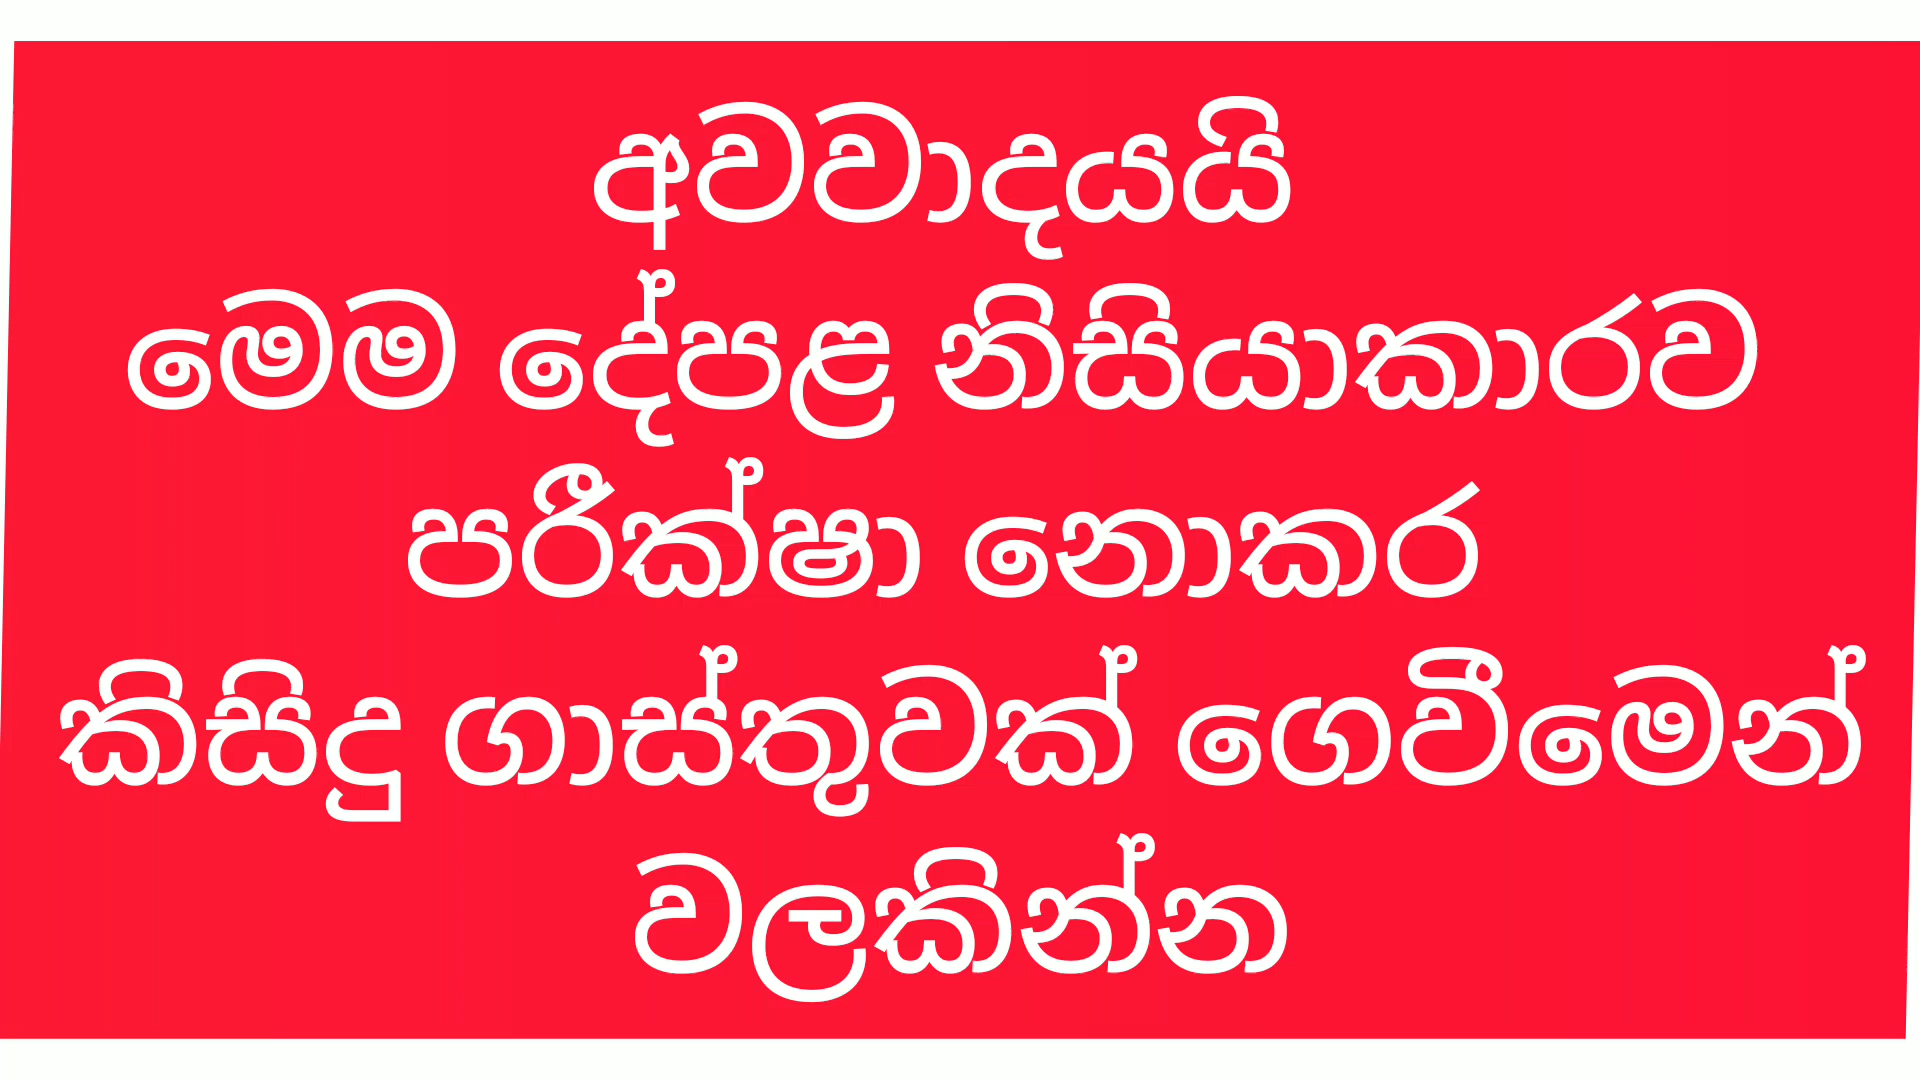 අවවාදයයි
මෙම දේපළ නිසියාකාරව
පරීක්ෂා නොකර
කිසිදු ගාස්තුවක් ගෙවීමෙන්
වලකින්න